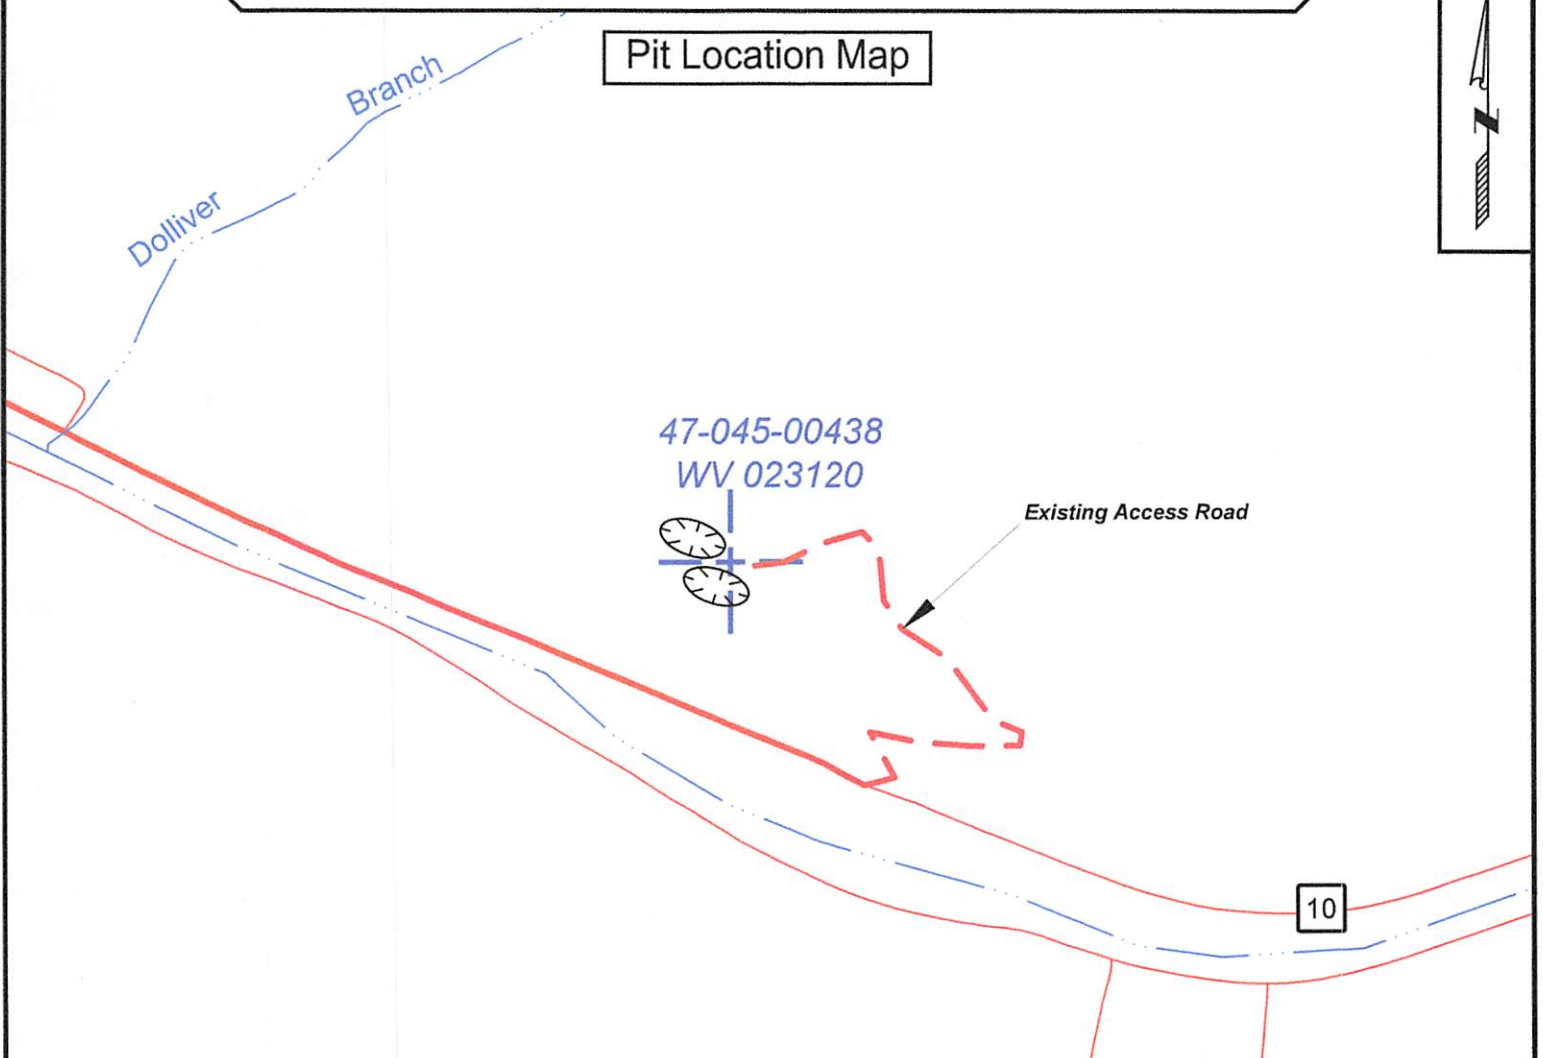 Pit Location Map
Branch
Dolliver
47-045-00438
WV 023120
Existing Access Road
10
N